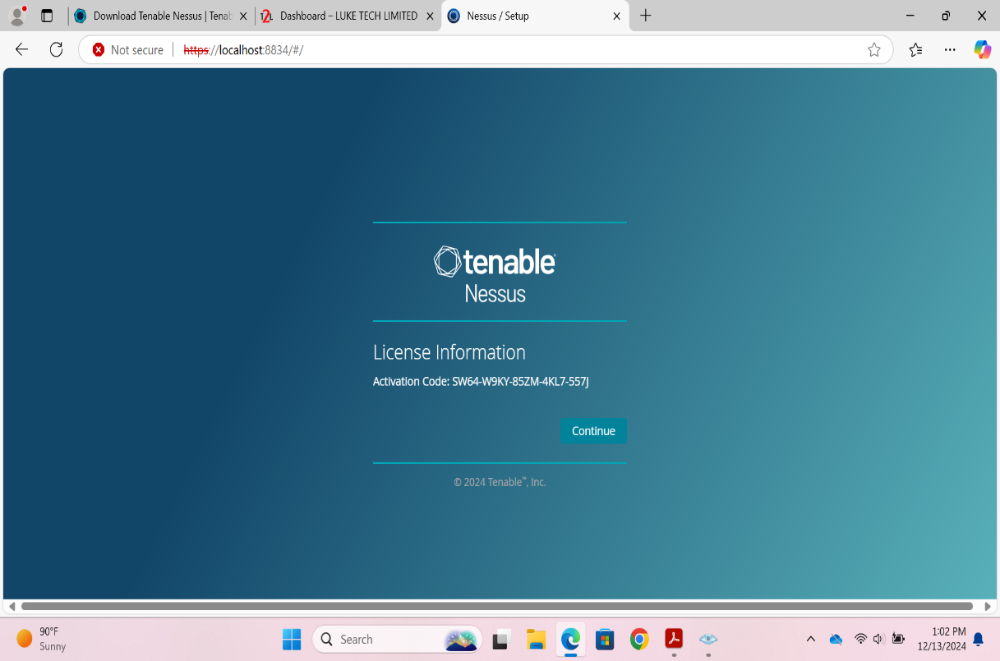 Download Tenable Nessus | Tenab
Dashboard – LUKE TECH LIMITED
Nessus / Setup
Not secure
https://localhost:8834/#/
tenable
Nessus
License Information
Activation Code: SW64-W9KY-85ZM-4KL7-557J
Continue
© 2024 Tenable™, Inc.
90°F
Sunny
Search
1:02 PM
12/13/2024